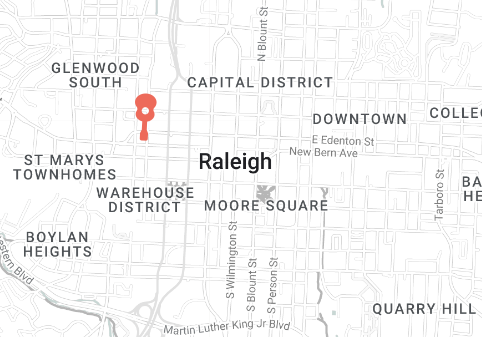 N Blount St
GLENWOOD
SOUTH
CAPITAL DISTRICT
DOWNTOWN
COLLEG
E Edenton St
New Bern Ave
Raleigh
ST MARYS
TOWNHOMES
WAREHOUSE
DISTRICT
MOORE SQUARE
BA
HE
Tarboro St
BOYLAN
HEIGHTS
estern Blvd
S Wilmington St
S Blount St
S Person St
QUARRY HILL
Martin Luther King Jr Blvd